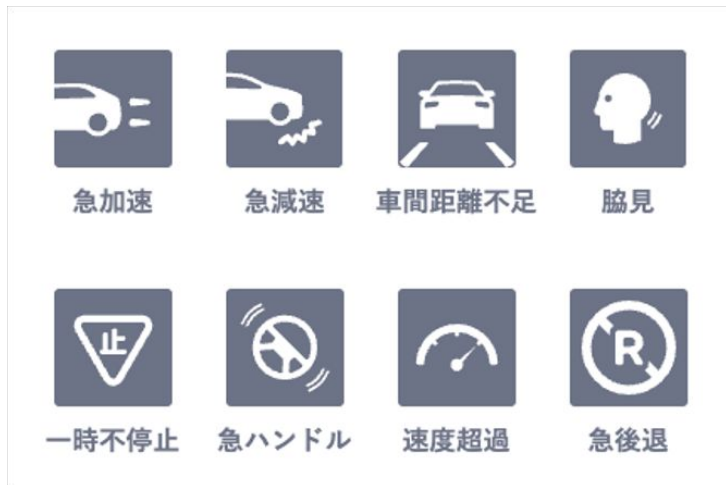 急加速
急減速
車間距離不足
脇見
止
R
一時不停止
急ハンドル
速度超過
急後退